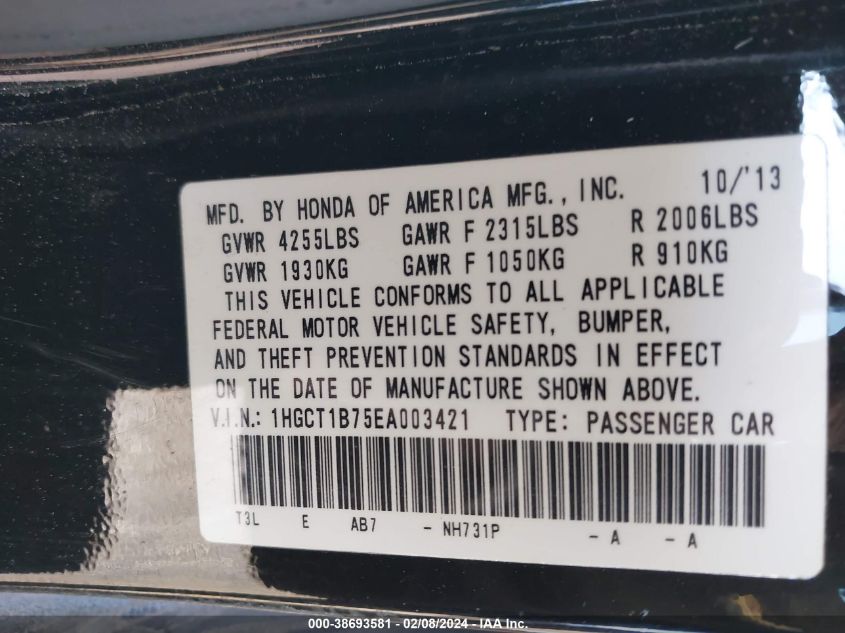 MFD. BY HONDA OF AMERICA MFG., INC. 10/'13
GVWR 4255LBS GAWR F 2315LBS R 2006LBS
GVWR 1930KG GAWR F 1050KG R 910KG
THIS VEHICLE CONFORMS TO ALL APPLICABLE
FEDERAL MOTOR VEHICLE SAFETY, BUMPER,
AND THEFT PREVENTION STANDARDS IN EFFECT
ON THE DATE OF MANUFACTURE SHOWN ABOVE.
V.I.N.: 1HGCT1B75EA003421 TYPE: PASSENGER CAR
T3L E AB7 - NH731P - A - A
000-38693581 - 02/08/2024 - IAA Inc.